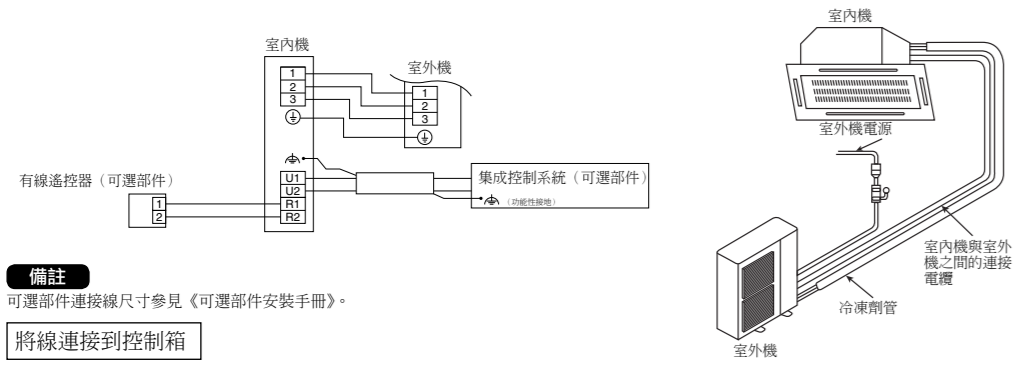 室內機
1
2
3
U1
U2
R1
R2
室外機
1
2
3
有線遙控器（可選部件）
1
2
集成控制系統（可選部件）
（功能性接地）
備註
可選部件連接線尺寸參見《可選部件安裝手冊》。
將線連接到控制箱
室內機
室外機電源
室內機與室外
機之間的連接
電纜
冷凍劑管
室外機